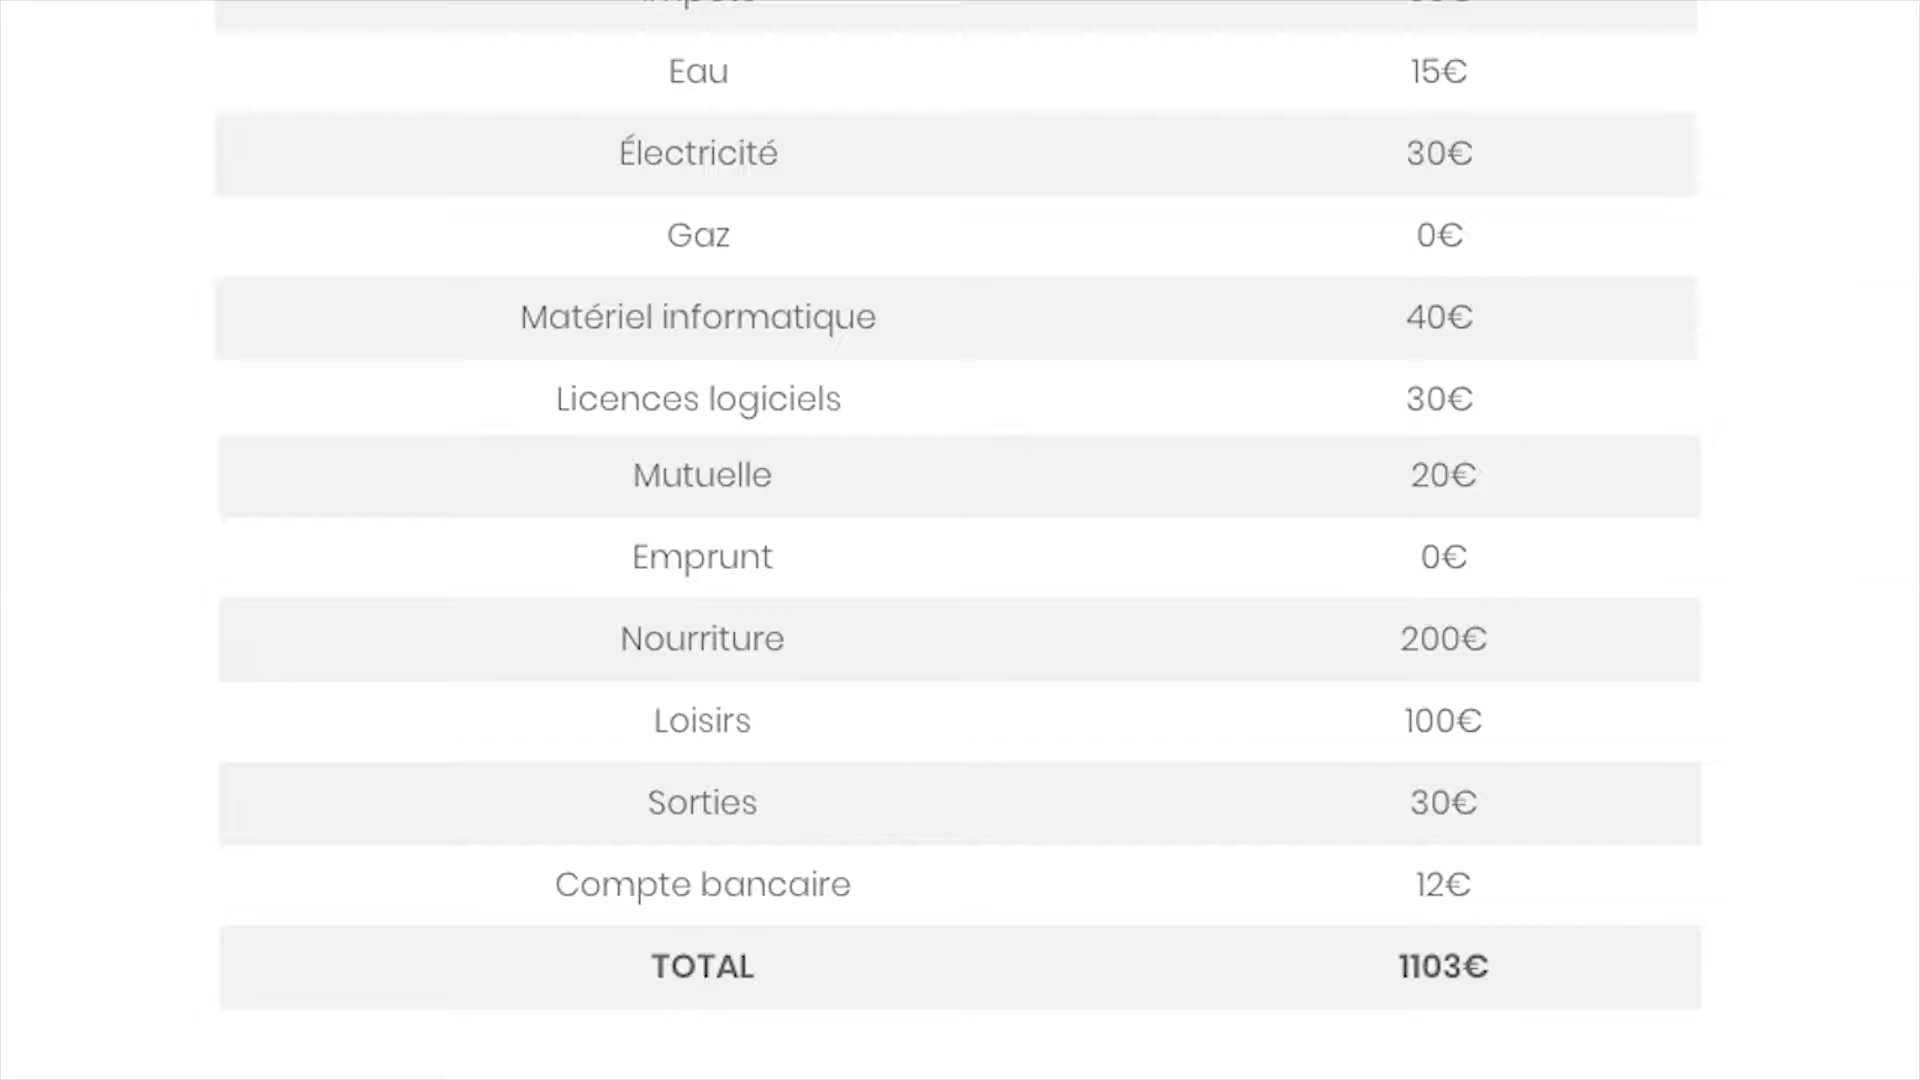 Eau 15€
Électricité 30€
Gaz 0€
Matériel informatique 40€
Licences logiciels 30€
Mutuelle 20€
Emprunt 0€
Nourriture 200€
Loisirs 100€
Sorties 30€
Compte bancaire 12€
TOTAL 1103€